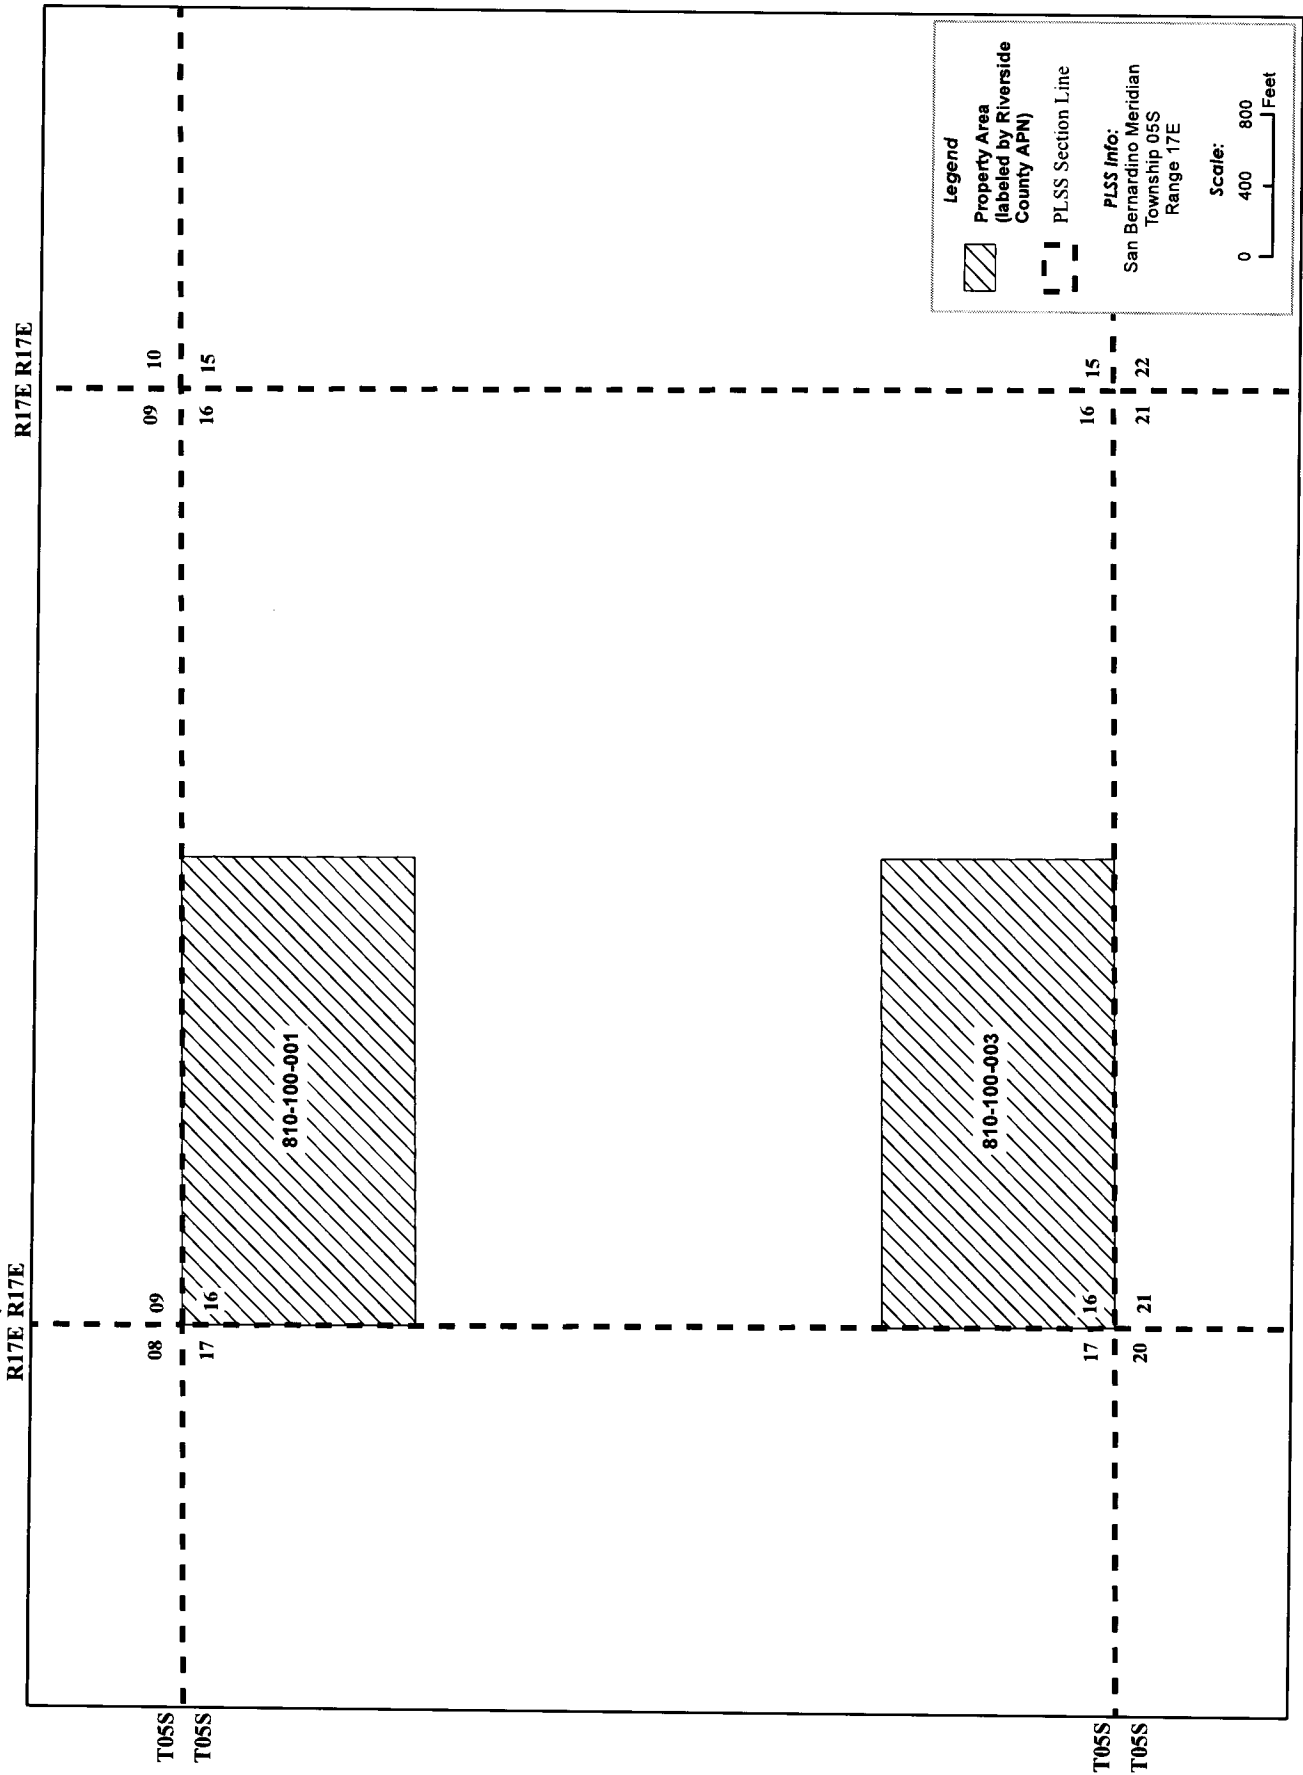 R17E R17E
R17E R17E
T05S
T05S
08
09
17
16
09
10
16
15
810-100-001
810-100-003
17
16
20
21
16
15
21
22
T05S
T05S
Legend
Property Area
(labeled by Riverside
County APN)
PLSS Section Line
PLSS Info:
San Bernardino Meridian
Township 05S
Range 17E
Scale:
0 400 800
Feet